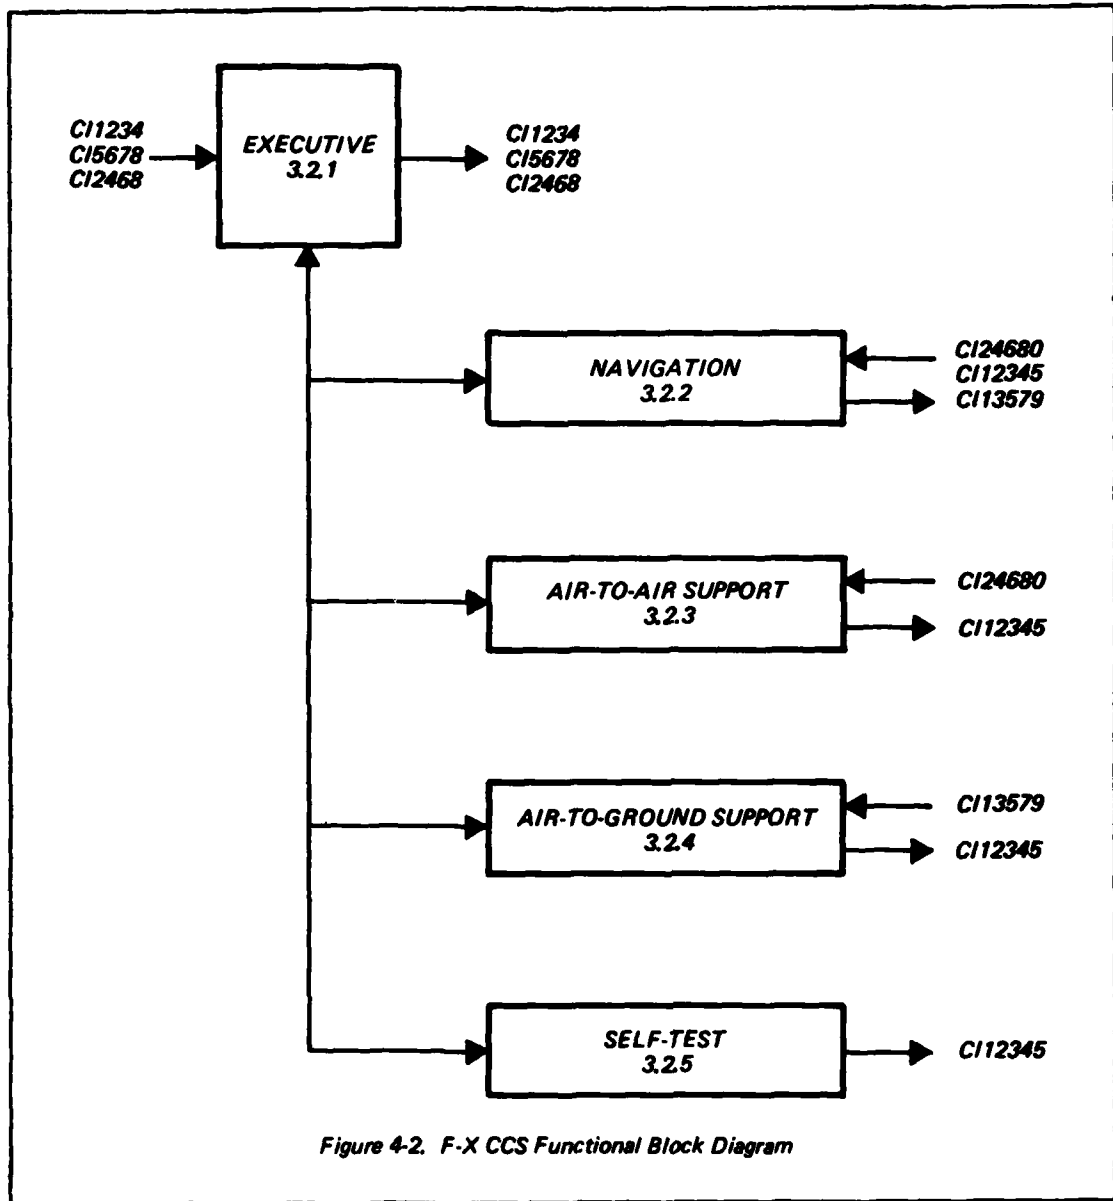 CI1234
CI5678
CI2468
EXECUTIVE
3.2.1
CI1234
CI5678
CI2468
NAVIGATION
3.2.2
CI24680
CI12345
CI13579
AIR-TO-AIR SUPPORT
3.2.3
CI24680
CI12345
AIR-TO-GROUND SUPPORT
3.2.4
CI13579
CI12345
SELF-TEST
3.2.5
CI12345
Figure 4-2. F-X CCS Functional Block Diagram